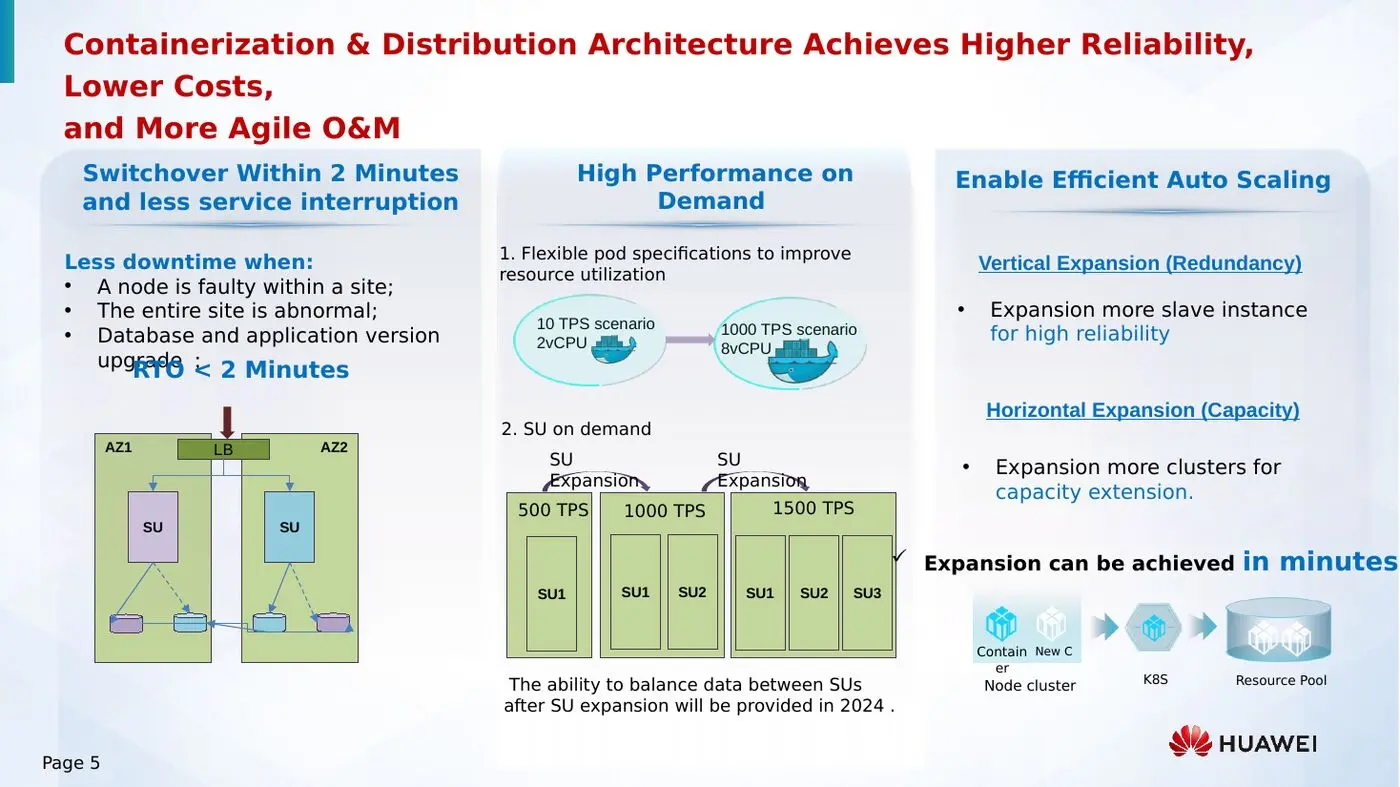 Containerization & Distribution Architecture Achieves Higher Reliability,
Lower Costs,
and More Agile O&M
Switchover Within 2 Minutes
and less service interruption
Less downtime when:
• A node is faulty within a site;
• The entire site is abnormal;
• Database and application version
upgrade ;
RTO < 2 Minutes
AZ1
LB
AZ2
SU
SU
High Performance on
Demand
1. Flexible pod specifications to improve
resource utilization
10 TPS scenario
2vCPU
1000 TPS scenario
8vCPU
2. SU on demand
SU
Expansion
SU
Expansion
500 TPS
1000 TPS
1500 TPS
SU1
SU1
SU2
SU1
SU2
SU3
The ability to balance data between SUs
after SU expansion will be provided in 2024 .
Enable Efficient Auto Scaling
Vertical Expansion (Redundancy)
• Expansion more slave instance
for high reliability
Horizontal Expansion (Capacity)
• Expansion more clusters for
capacity extension.
✓ Expansion can be achieved in minutes
Contain
er
New C
Node cluster
K8S
Resource Pool
HUAWEI
Page 5